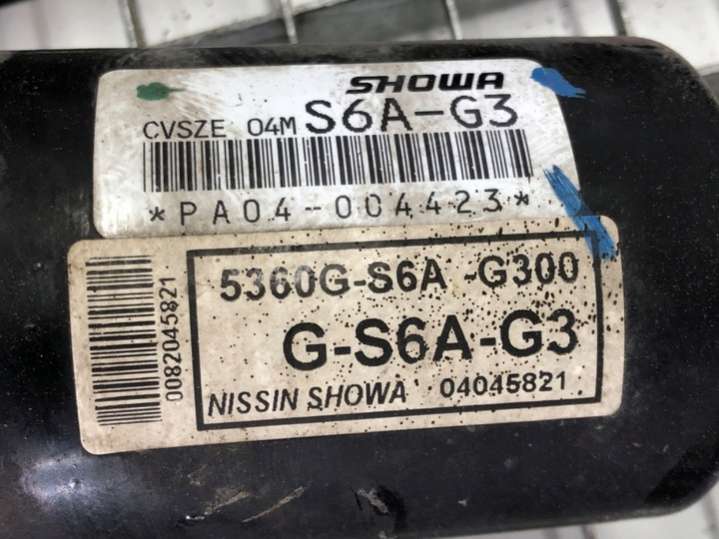 SHOWA
CVSZE 04M S6A-G3
*PA04-004423*
0082045821
5360G-S6A -G300
G-S6A-G3
NISSIN SHOWA 04045821